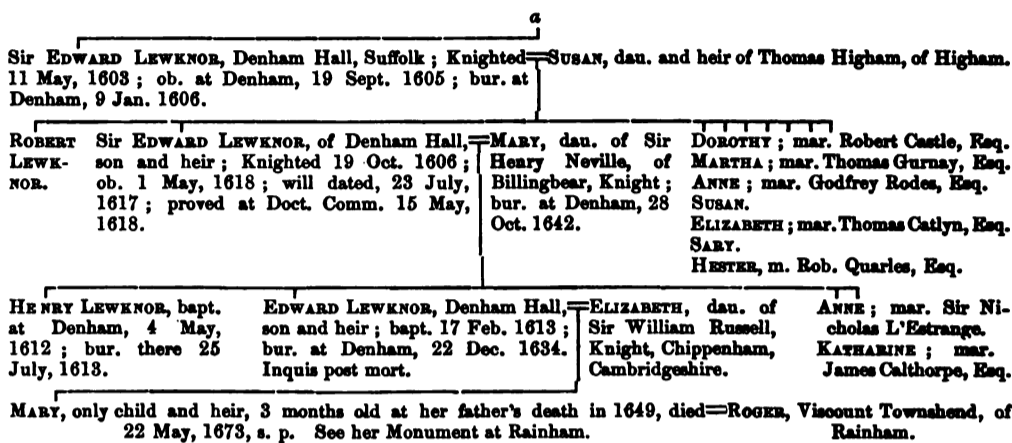 a
Sir EDWARD LEWKNOR, Denham Hall, Suffolk ; Knighted=SUSAN, dau. and heir of Thomas Higham, of Higham.
11 May, 1603 ; ob. at Denham, 19 Sept. 1605 ; bur. at
Denham, 9 Jan. 1606.
ROBERT
LEWK-
NOR.
Sir EDWARD LEWKNOR, of Denham Hall,=
son and heir ; Knighted 19 Oct. 1606 ;
ob. 1 May, 1618 ; will dated, 23 July,
1617 ; proved at Doct. Comm. 15 May,
1618.
MARY, dau. of Sir
Henry Neville, of
Billingbear, Knight ;
bur. at Denham, 28
Oct. 1642.
DOROTHY ; mar. Robert Castle, Esq.
MARTHA ; mar. Thomas Gurnay, Esq.
ANNE ; mar. Godfrey Rodes, Esq.
SUSAN.
ELIZABETH ; mar. Thomas Catlyn, Esq.
SARY.
HESTER, m. Rob. Quarles, Esq.
HENRY LEWKNOR, bapt.
at Denham, 4 May,
1612 ; bur. there 25
July, 1613.
EDWARD LEWKNOR, Denham Hall,=
son and heir ; bapt. 17 Feb. 1613 ;
bur. at Denham, 22 Dec. 1634.
Inquis post mort.
ELIZABETH, dau. of
Sir William Russell,
Knight, Chippenham,
Cambridgeshire.
ANNE ; mar. Sir Ni-
cholas L'Estrange.
KATHARINE ; mar.
James Calthorpe, Esq.
MARY, only child and heir, 3 months old at her father's death in 1649, died=ROGER, Viscount Townshend, of
22 May, 1673, s. p. See her Monument at Rainham. Rainham.